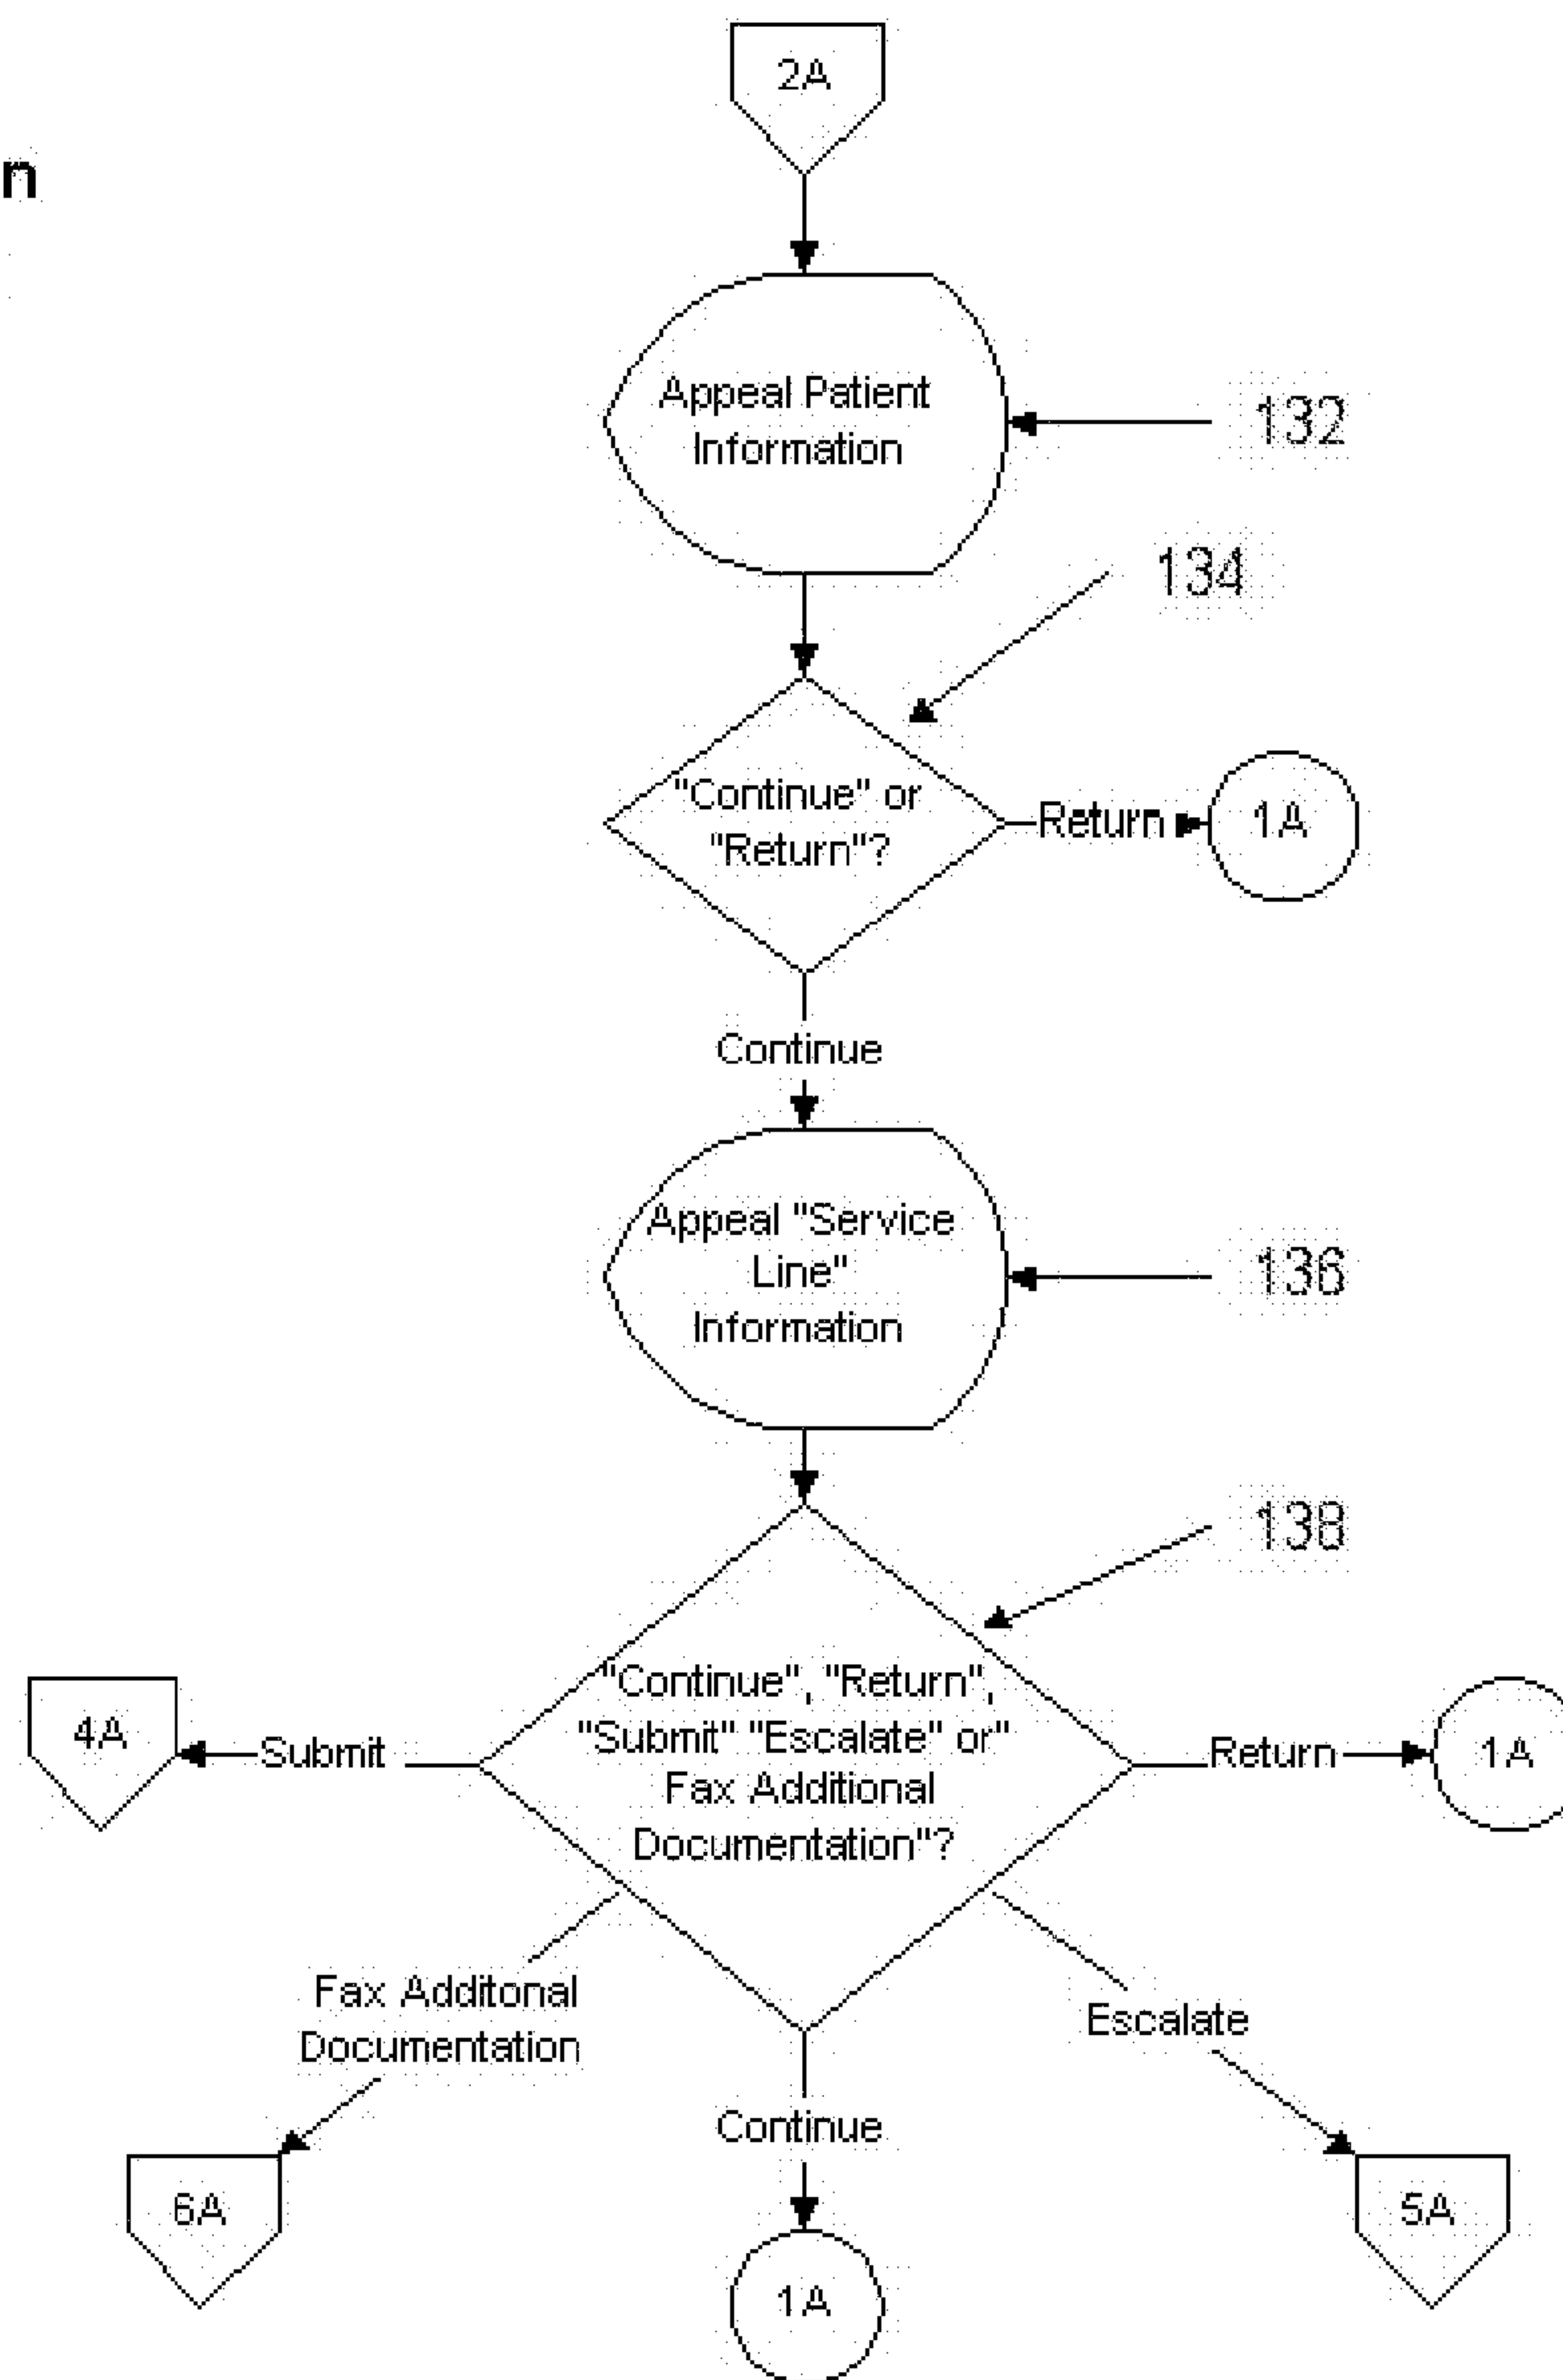 2A
n
Appeal Patient
Information
132
134
"Continue" or
"Return"?
Return
1A
Continue
Appeal "Service
Line"
Information
136
138
"Continue", "Return",
"Submit" "Escalate" or"
Fax Additional
Documentation"?
4A
Submit
Return
1A
Fax Additonal
Documentation
Escalate
Continue
6A
5A
1A